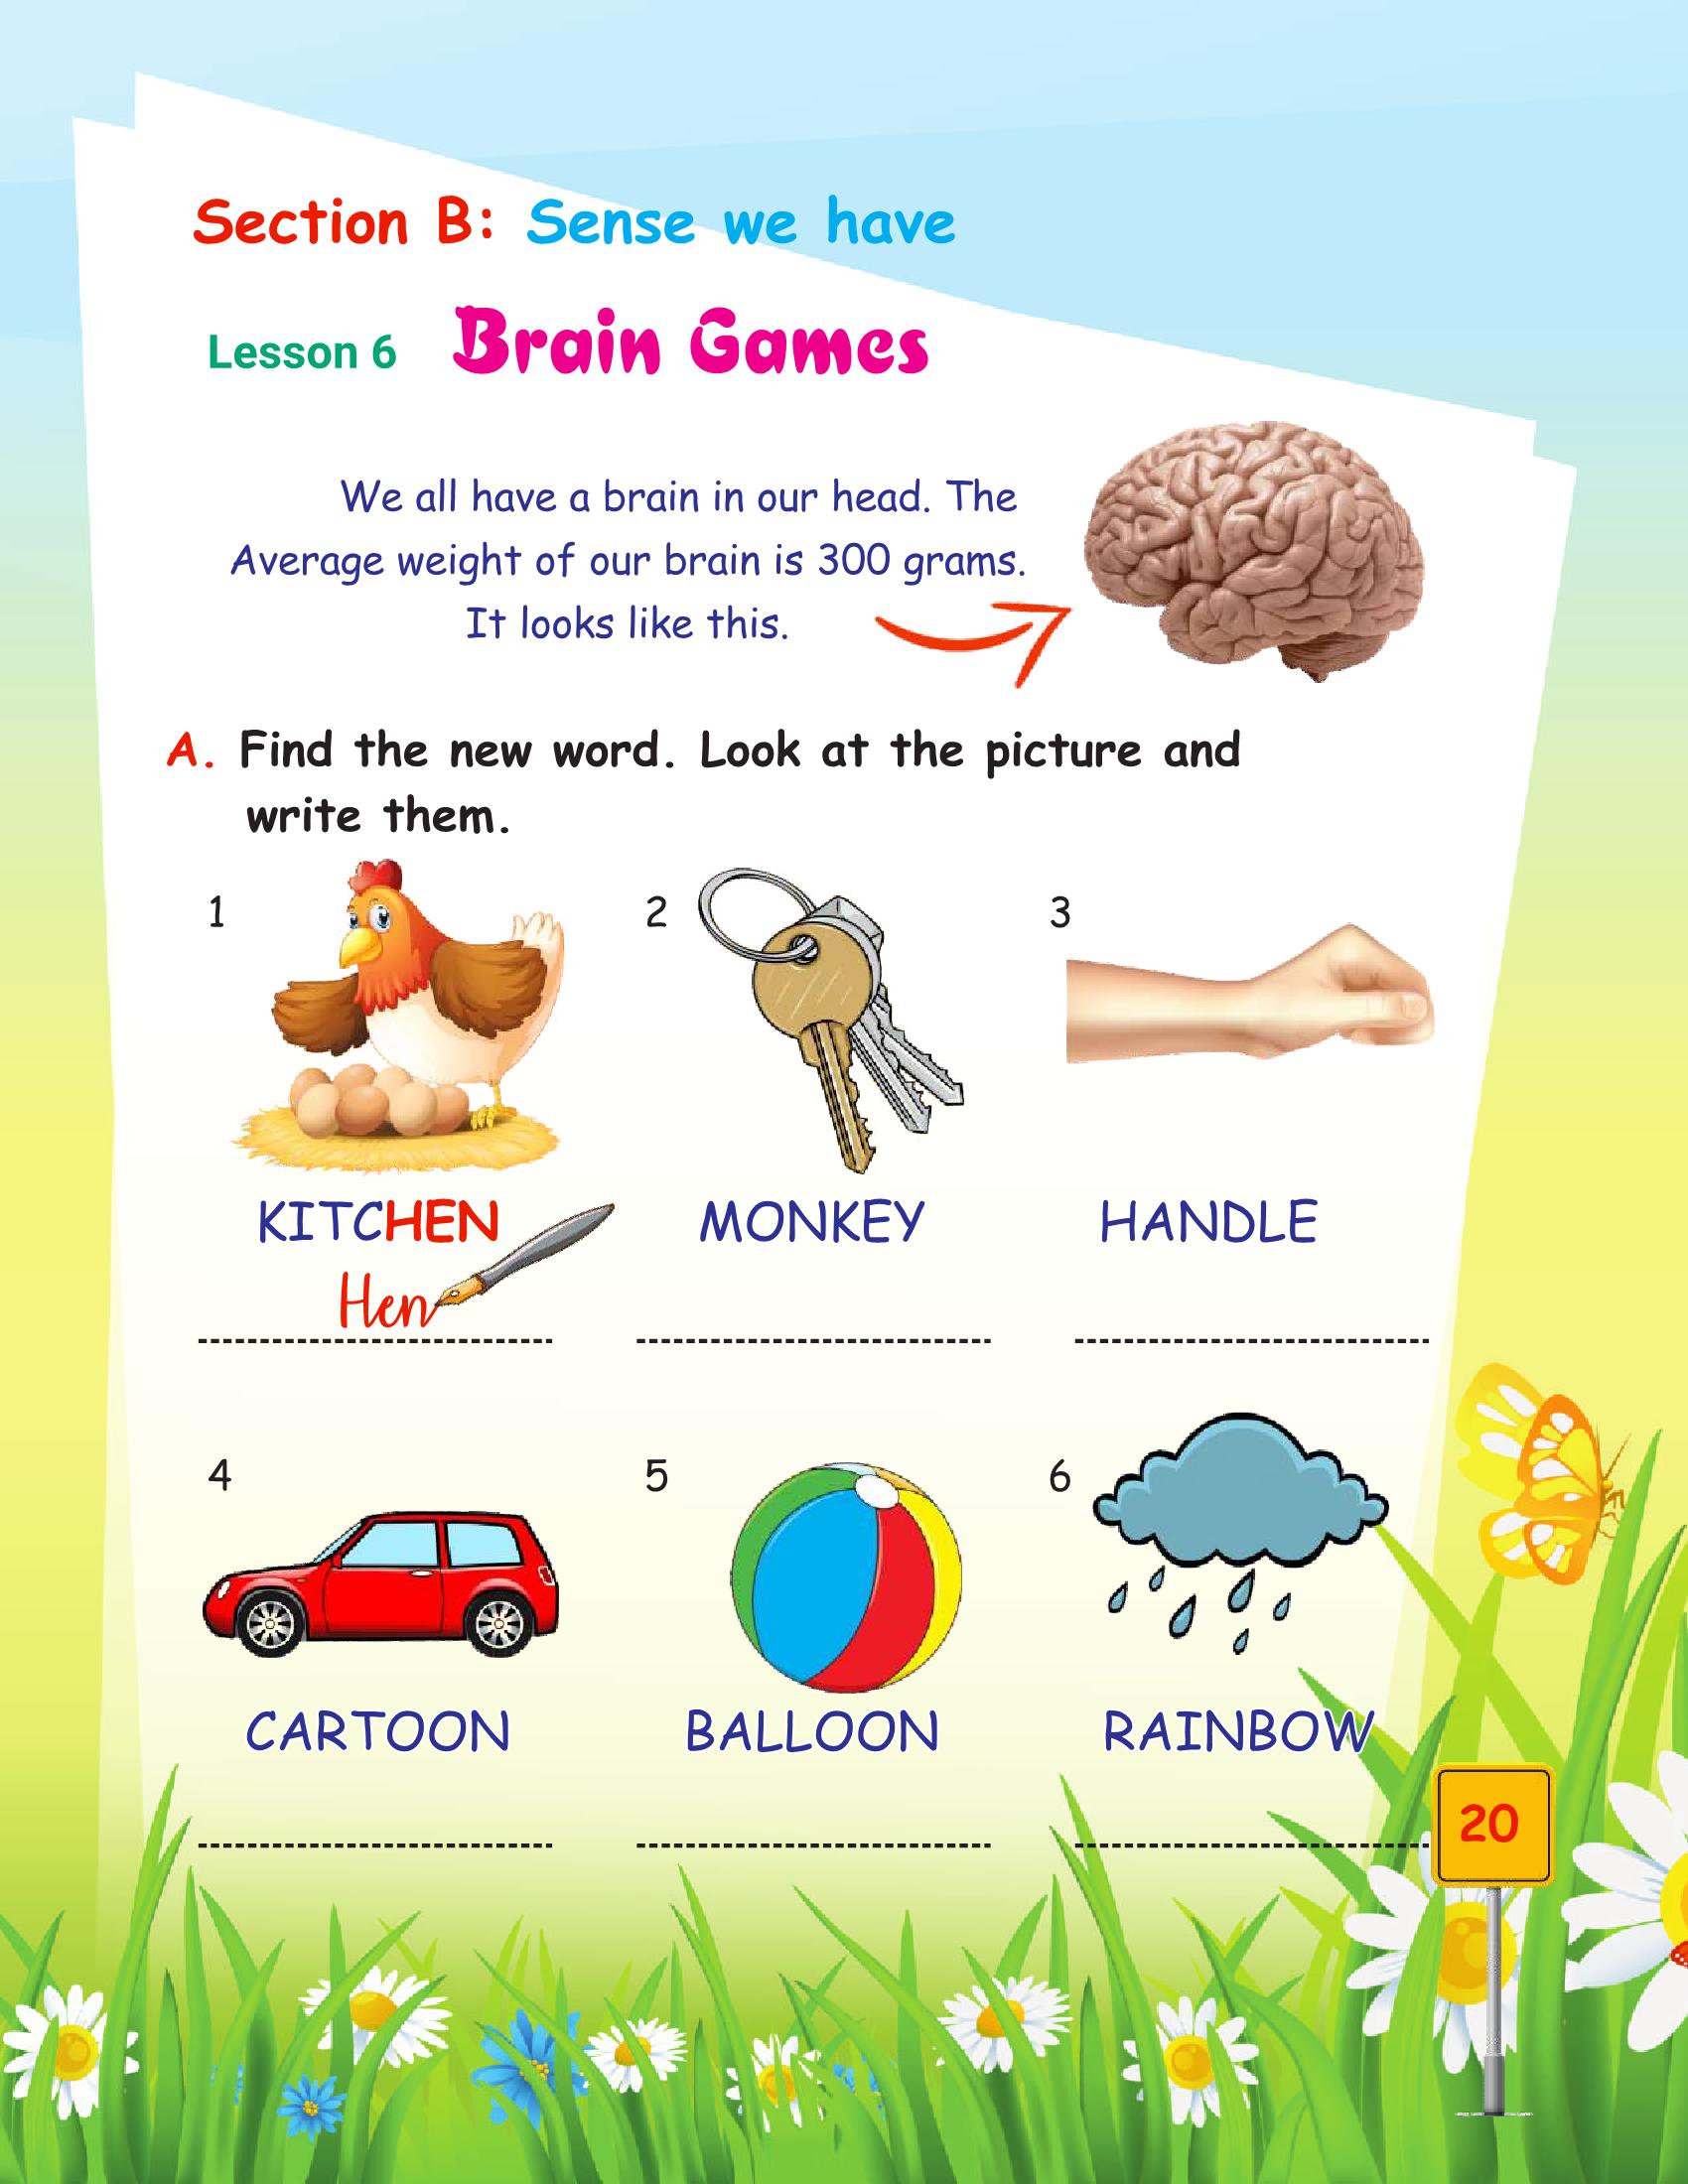 Section B: Sense we have
Lesson 6 Brain Games
We all have a brain in our head. The
Average weight of our brain is 300 grams.
It looks like this.
A. Find the new word. Look at the picture and
write them.
1 2 3
KITCHEN MONKEY HANDLE
Hen
4 5 6
CARTOON BALLOON RAINBOW
20